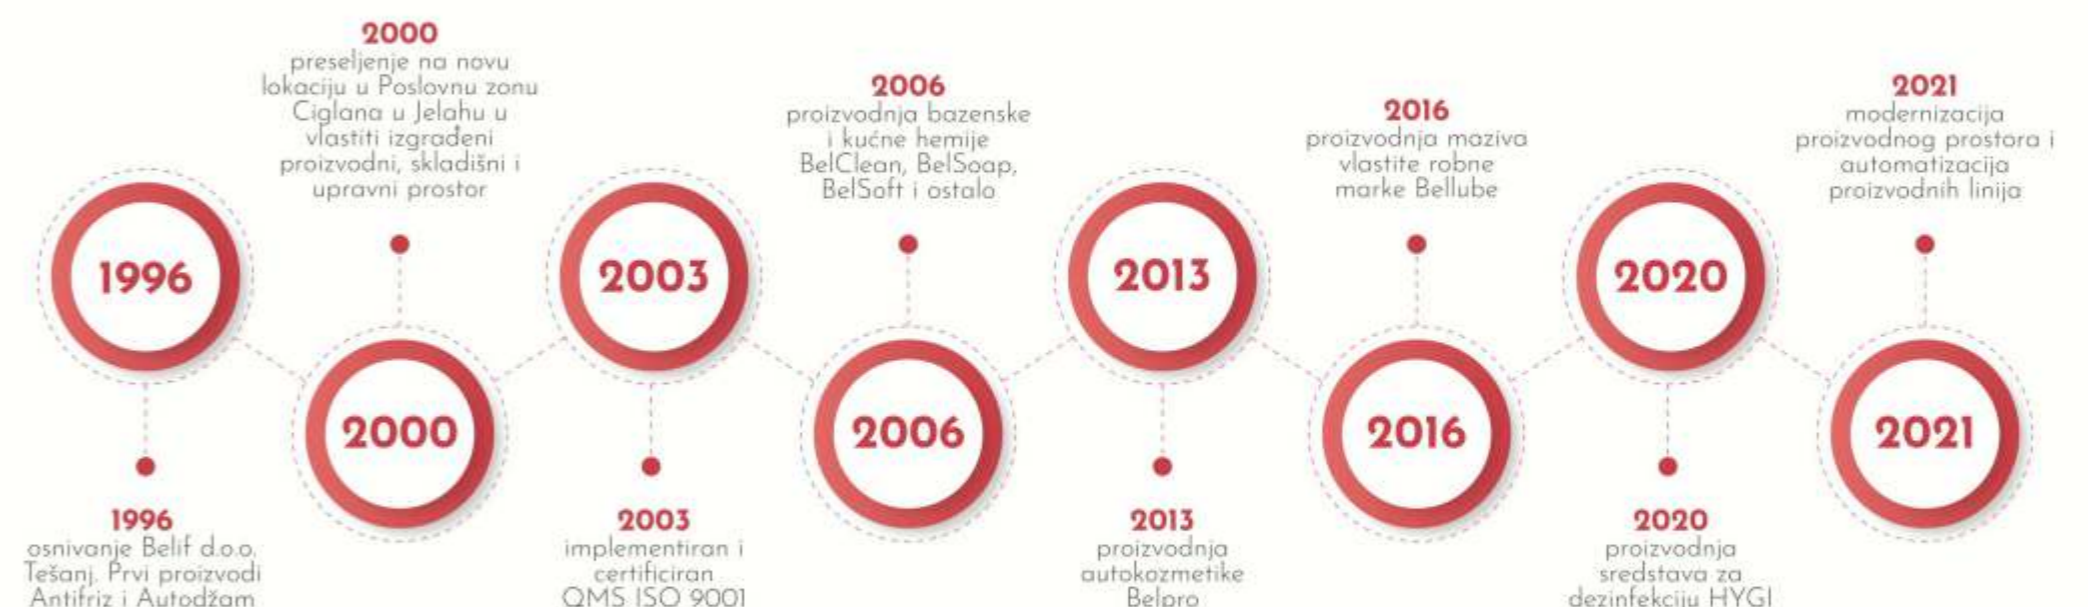 2000
preseljenje na novu
lokaciju u Poslovnu zonu
Ciglana u Jelahu u
vlastiti izgrađeni
proizvodni, skladišni i
upravni prostor
2006
proizvodnja bazenske
i kućne hemije
BelClean, BelSoap,
BelSoft i ostalo
2016
proizvodnja maziva
vlastite robne
marke Bellube
2021
modernizacija
proizvodnog prostora i
automatizacija
proizvodnih linija
1996
2003
2013
2020
2000
2006
2016
2021
1996
osnivanje Belif d.o.o.
Tešanj. Prvi proizvodi
Antifriz i Autodžam
2003
implementiran i
certificiran
QMS ISO 9001
2013
proizvodnja
autokozmetike
Belpro
2020
proizvodnja
sredstava za
dezinfekciju HYGI